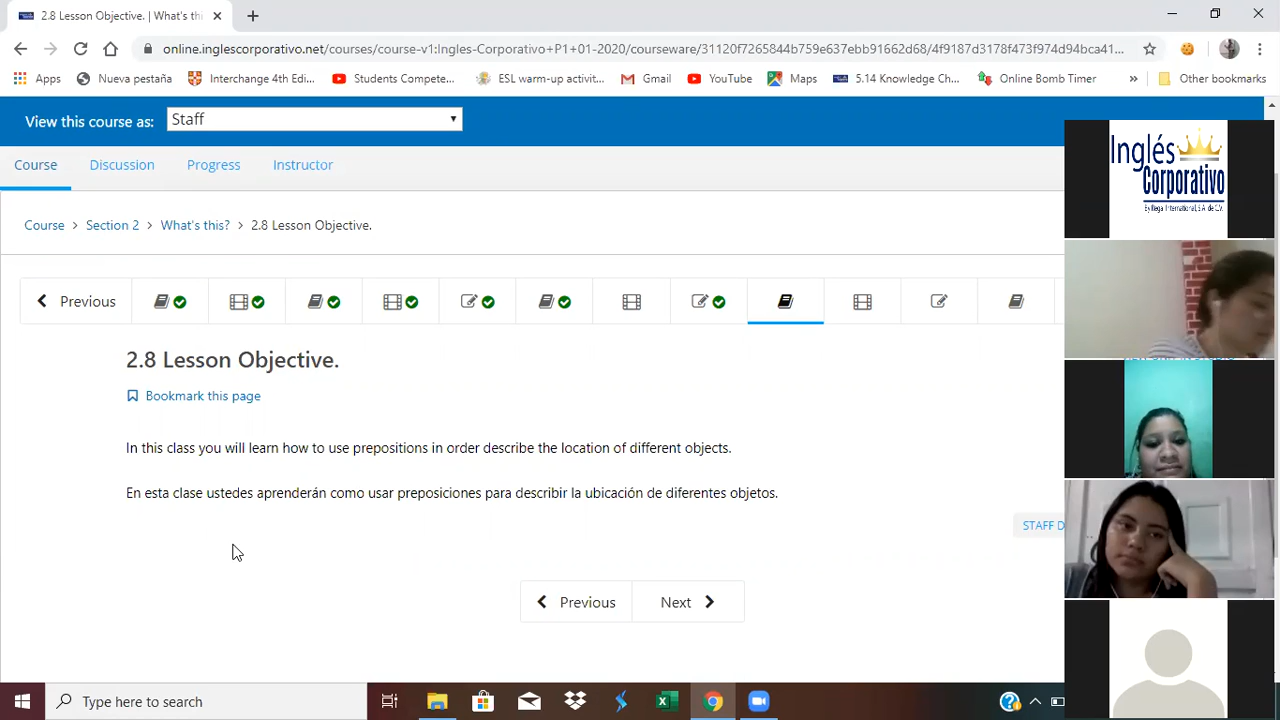 2.8 Lesson Objective. | What's thi
online.inglescorporativo.net/courses/course-v1:Ingles-Corporativo+P1+01-2020/courseware/31120f7265844b759e637ebb91662d68/4f9187d3178f473f974d94bca41...
Apps
Nueva pestaña
Interchange 4th Edi...
Students Compete...
ESL warm-up activit...
Gmail
YouTube
Maps
5.14 Knowledge Ch...
Online Bomb Timer
»
Other bookmarks
View this course as:
Staff
Course
Discussion
Progress
Instructor
Course > Section 2 > What's this? > 2.8 Lesson Objective.
Previous
2.8 Lesson Objective.
Bookmark this page
In this class you will learn how to use prepositions in order describe the location of different objects.
En esta clase ustedes aprenderán como usar preposiciones para describir la ubicación de diferentes objetos.
STAFF D
Previous
Next
Inglés
Corporativo
Type here to search